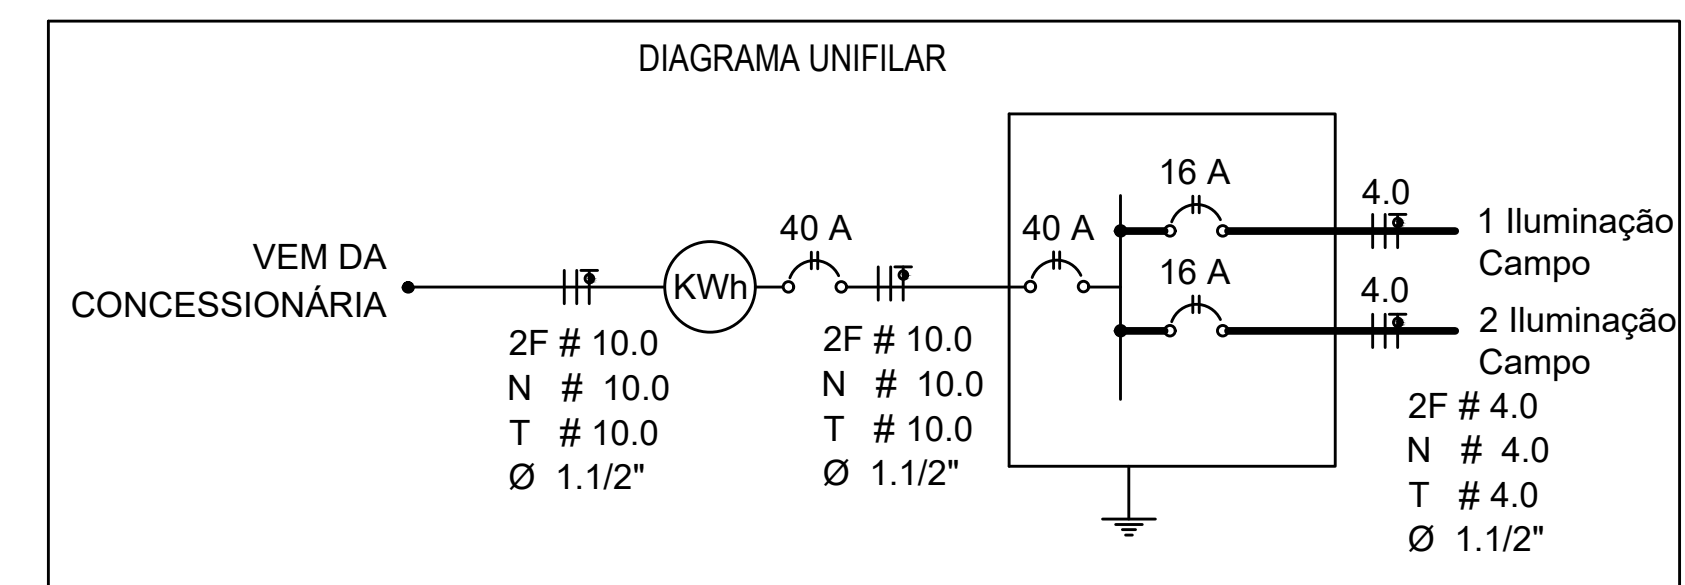 DIAGRAMA UNIFILAR
VEM DA
CONCESSIONÁRIA
KWh
40 A
40 A
16 A
16 A
4.0
4.0
1 Iluminação
Campo
2 Iluminação
Campo
2F # 10.0
N # 10.0
T # 10.0
Ø 1.1/2"
2F # 10.0
N # 10.0
T # 10.0
Ø 1.1/2"
2F # 4.0
N # 4.0
T # 4.0
Ø 1.1/2"